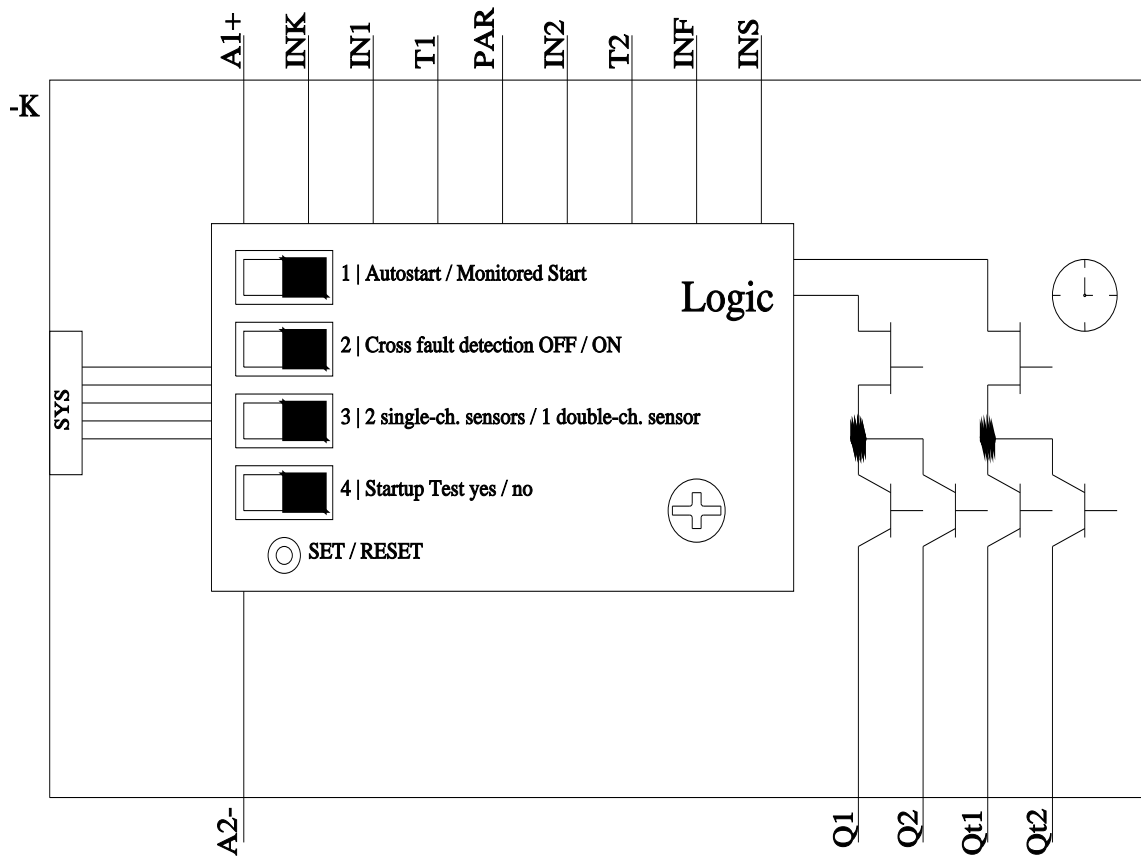 A1+
INK
IN1
T1
PAR
IN2
T2
INF
INS
-K
1 | Autostart / Monitored Start
Logic
2 | Cross fault detection OFF / ON
SYS
3 | 2 single-ch. sensors / 1 double-ch. sensor
4 | Startup Test yes / no
SET / RESET
A2-
Q1
Q2
Qt1
Qt2